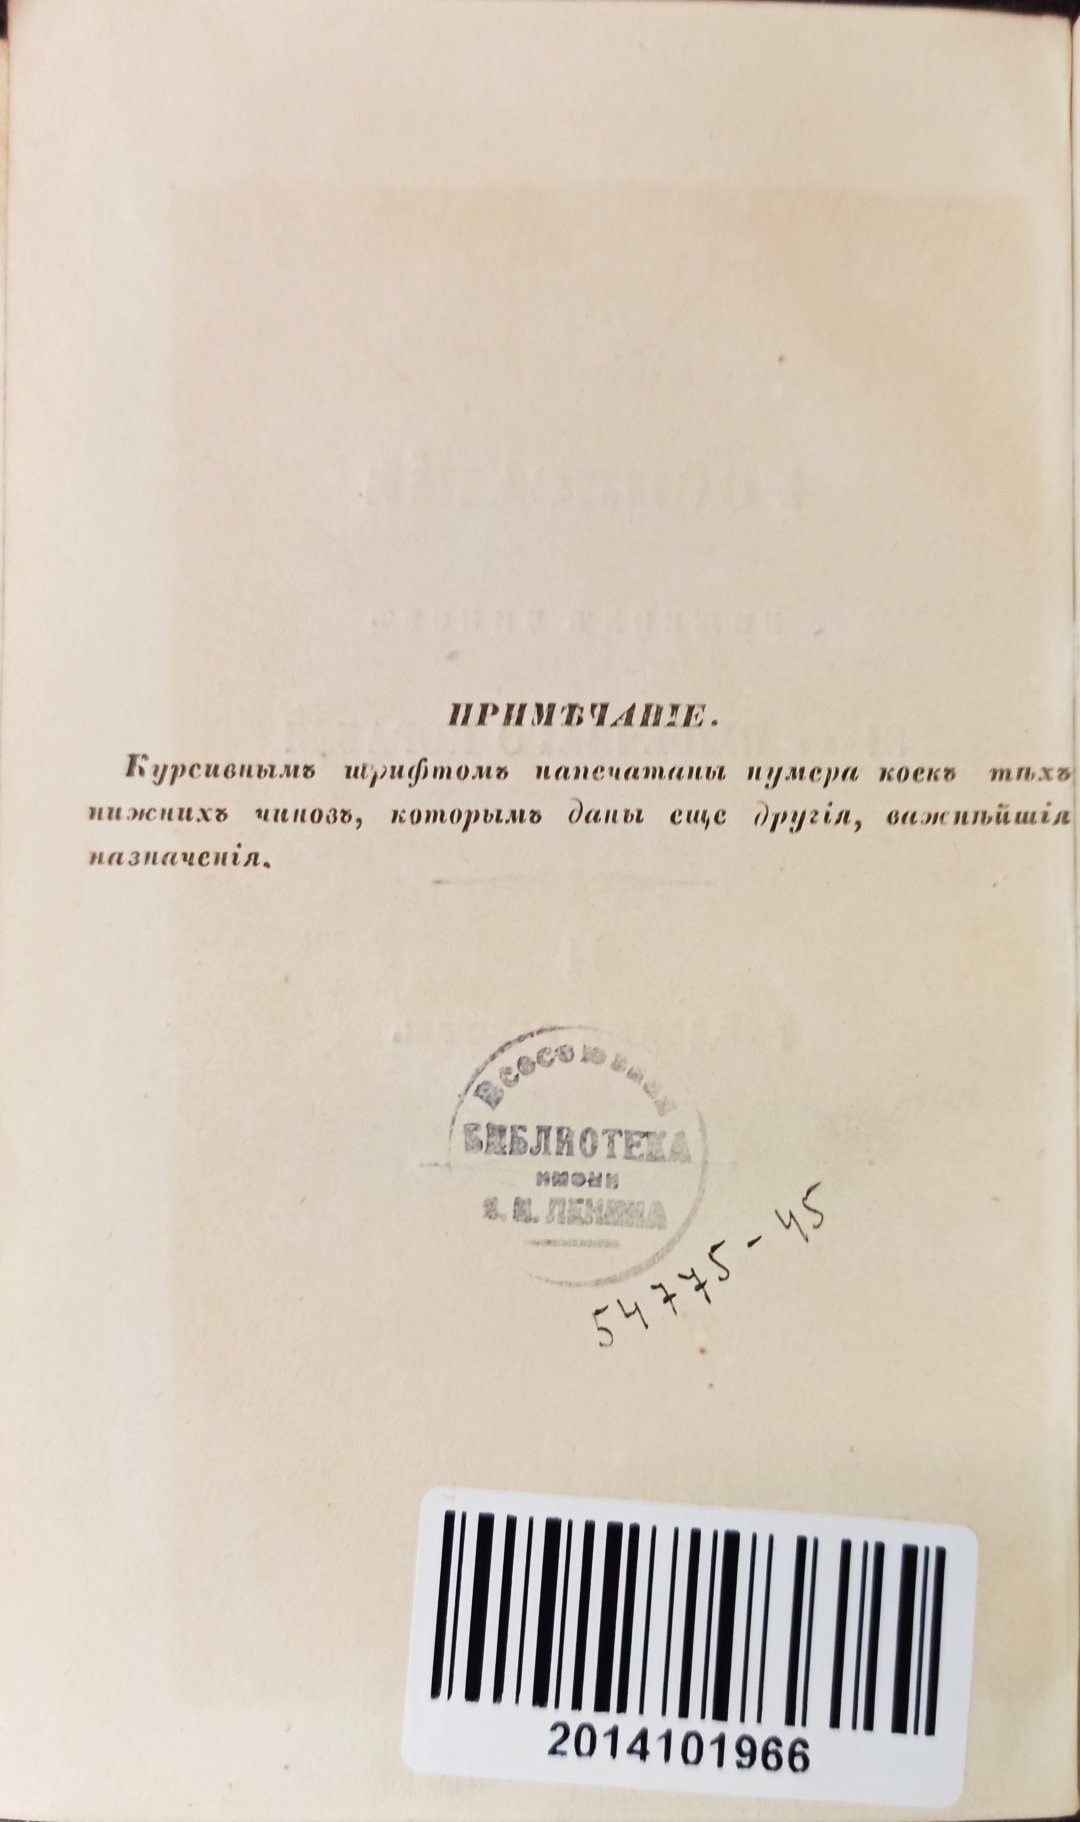 ПРИМѢЧАНІЕ.
Курсивнымъ шрифтомъ напечатаны нумера коекъ тѣхъ
нижнихъ чиновъ, которымъ даны еще другія, важнѣйшія
назначенія.
Всесоюзная
БИБЛИОТЕКА
имени
В. И. ЛЕНИНА
54775-45
2014101966